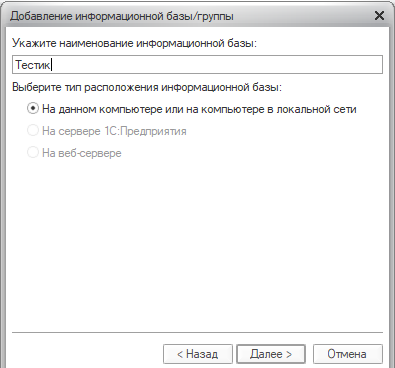 Добавление информационной базы/группы
Укажите наименование информационной базы:
Тестик
Выберите тип расположения информационной базы:
На данном компьютере или на компьютере в локальной сети
На сервере 1С:Предприятия
На веб-сервере
< Назад Далее > Отмена